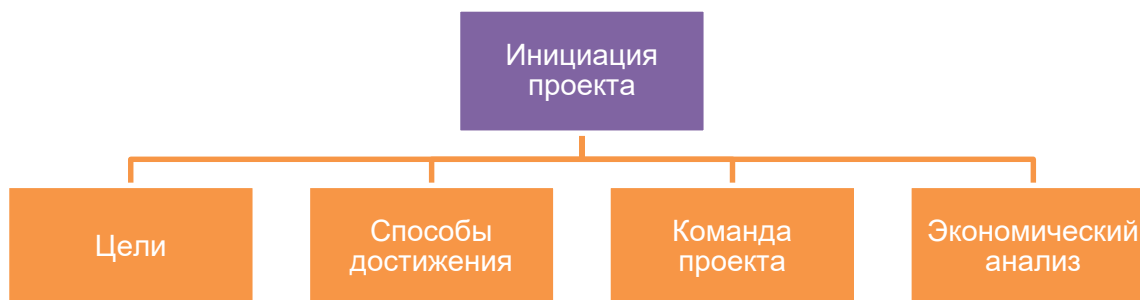 Инициация
проекта
Цели
Способы
достижения
Команда
проекта
Экономический
анализ